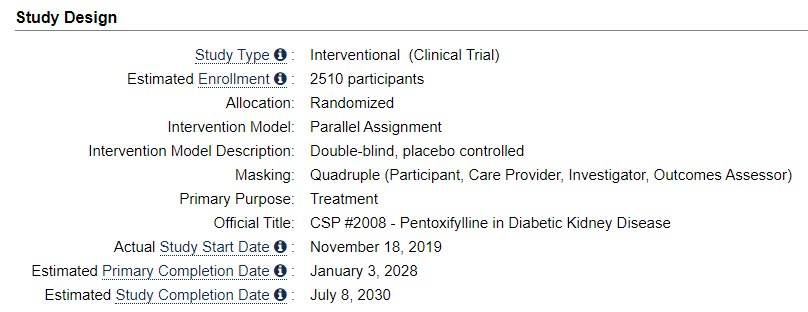 Study Design
Study Type : Interventional (Clinical Trial)
Estimated Enrollment : 2510 participants
Allocation: Randomized
Intervention Model: Parallel Assignment
Intervention Model Description: Double-blind, placebo controlled
Masking: Quadruple (Participant, Care Provider, Investigator, Outcomes Assessor)
Primary Purpose: Treatment
Official Title: CSP #2008 - Pentoxifylline in Diabetic Kidney Disease
Actual Study Start Date : November 18, 2019
Estimated Primary Completion Date : January 3, 2028
Estimated Study Completion Date : July 8, 2030